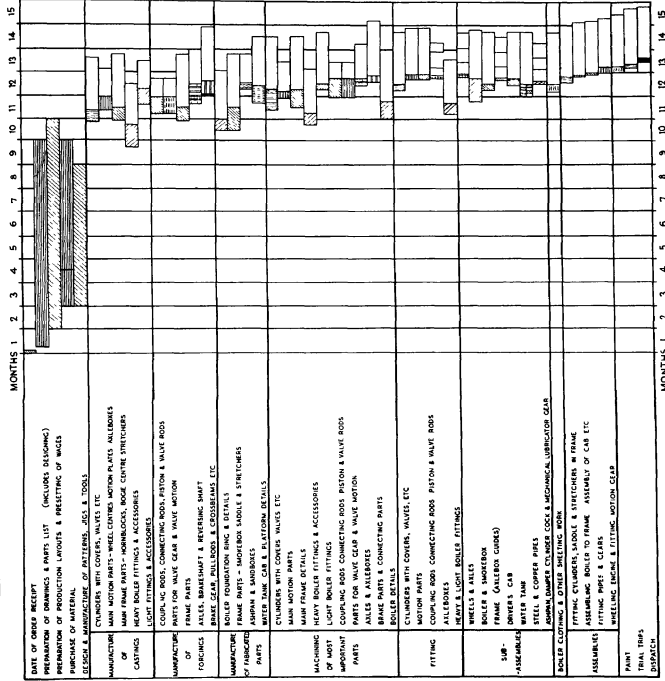 MONTHS 1 2 3 4 5 6 7 8 9 10 11 12 13 14 15
DATE OF ORDER RECEIPT
PREPARATION OF DRAWINGS & PARTS LIST (INCLUDES DESIGNING)
PREPARATION OF PRODUCTION LAYOUTS & PRESETTING OF WAGES
PURCHASE OF MATERIAL
DESIGN & MANUFACTURE OF PATTERNS, JIGS & TOOLS
MANUFACTURE OF CASTINGS
CYLINDERS WITH COVERS, VALVES ETC
MAIN MOTION PARTS - WHEEL CENTRES MOTION PLATES AXLEBOXES
MAIN FRAME PARTS - HORNBLOCKS, BOGIE CENTRE STRETCHERS
HEAVY BOILER FITTINGS & ACCESSORIES
LIGHT FITTINGS & ACCESSORIES
MANUFACTURE OF FORGINGS
COUPLING RODS, CONNECTING RODS, PISTON & VALVE RODS
PARTS FOR VALVE GEAR & VALVE MOTION
FRAME PARTS
AXLES, BRAKESHAFT & REVERSING SHAFT
BRAKE GEAR, PULLRODS & CROSSBEAMS ETC
MANUFACTURE OF FABRICATED PARTS
BOILER FOUNDATION RING & DETAILS
FRAME PARTS - SMOKEBOX SADDLE & STRETCHERS
ASHPAN & SUNDRIES
WATER TANK CAB & PLATFORM DETAILS
MACHINING OF MOST IMPORTANT PARTS
CYLINDERS WITH COVERS VALVES ETC
MAIN MOTION PARTS
MAIN FRAME DETAILS
HEAVY BOILER FITTINGS & ACCESSORIES
LIGHT BOILER FITTINGS
COUPLING RODS CONNECTING RODS PISTON & VALVE RODS
PARTS FOR VALVE GEAR & VALVE MOTION
AXLES & AXLEBOXES
BRAKE PARTS & CONNECTING PARTS
BOILER DETAILS
FITTING
CYLINDERS WITH COVERS, VALVES, ETC
MOTION PARTS
COUPLING RODS CONNECTING RODS PISTON & VALVE RODS
AXLEBOXES
HEAVY & LIGHT BOILER FITTINGS
SUB-ASSEMBLIES
WHEELS & AXLES
BOILER & SMOKEBOX
FRAME (AXLEBOX GUIDES)
DRIVER'S CAB
WATER TANK
STEEL & COPPER PIPES
ASHPAN, DAMPER CYLINDER COCK & MECHANICAL LUBRICATOR GEAR
BOILER CLOTHING & OTHER SHEETING WORK
ASSEMBLIES
FITTING CYLINDERS, SADDLE & STRETCHERS IN FRAME
ASSEMBLING BOILER TO FRAME ASSEMBLY OF CAB ETC
FITTING PIPES & GEARS
WHEELING ENGINE & FITTING MOTION GEAR
PAINT
TRIAL TRIPS
DISPATCH
MONTHS 1 2 3 4 5 6 7 8 9 10 11 12 13 14 15